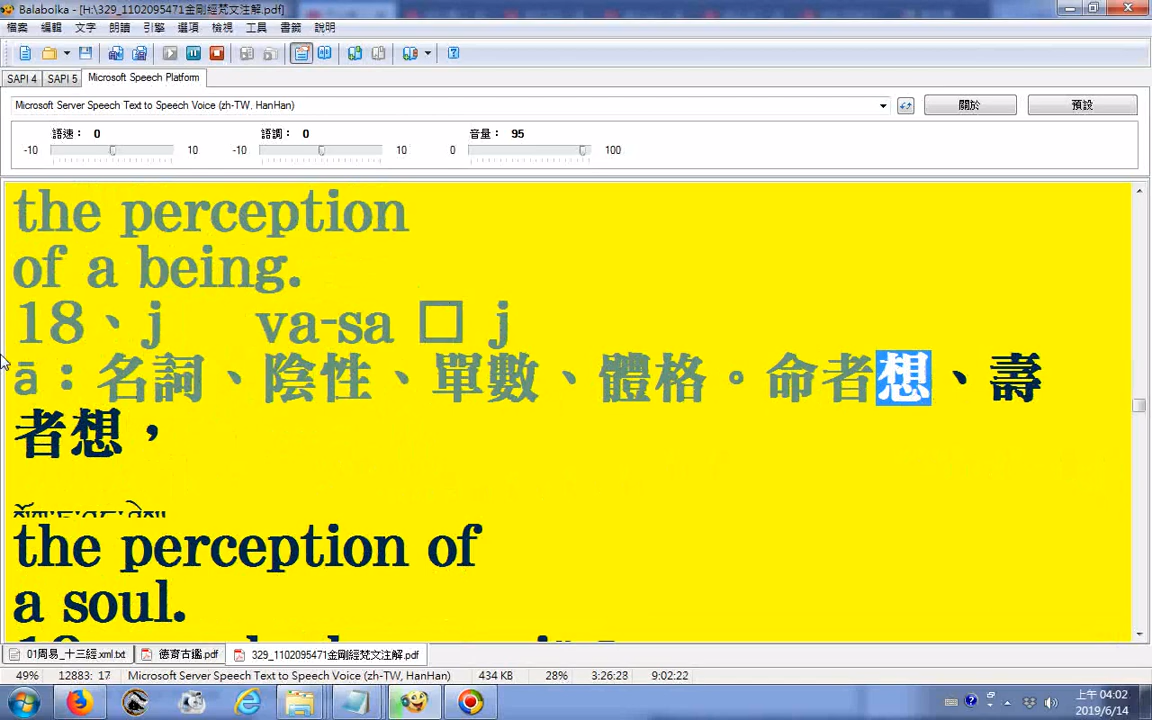 Balabolka - [H:\329_1102095471金剛經梵文注解.pdf]
檔案 編輯 文字 朗讀 引擎 選項 檢視 工具 書籤 說明
SAPI 4 SAPI 5 Microsoft Speech Platform
Microsoft Server Speech Text to Speech Voice (zh-TW, HanHan) 關於 預設
語速： 0 語調： 0 音量： 95
-10 10 -10 10 0 100
the perception
of a being.
18、j va-sa □ j
ā：名詞、陰性、單數、體格。命者想、壽
者想，
the perception of
a soul.
01周易_十三經.xml.txt 德育古鑑.pdf 329_1102095471金剛經梵文注解.pdf
49% 12883: 17 Microsoft Server Speech Text to Speech Voice (zh-TW, HanHan) 434 KB 28% 3:26:23 9:02:22
上午 04:02
2019/6/14